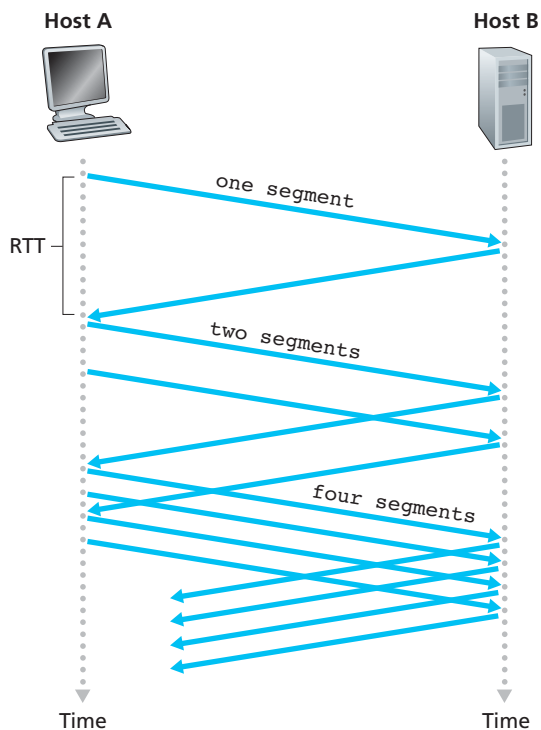 Host A
Host B
one segment
RTT
two segments
four segments
Time
Time